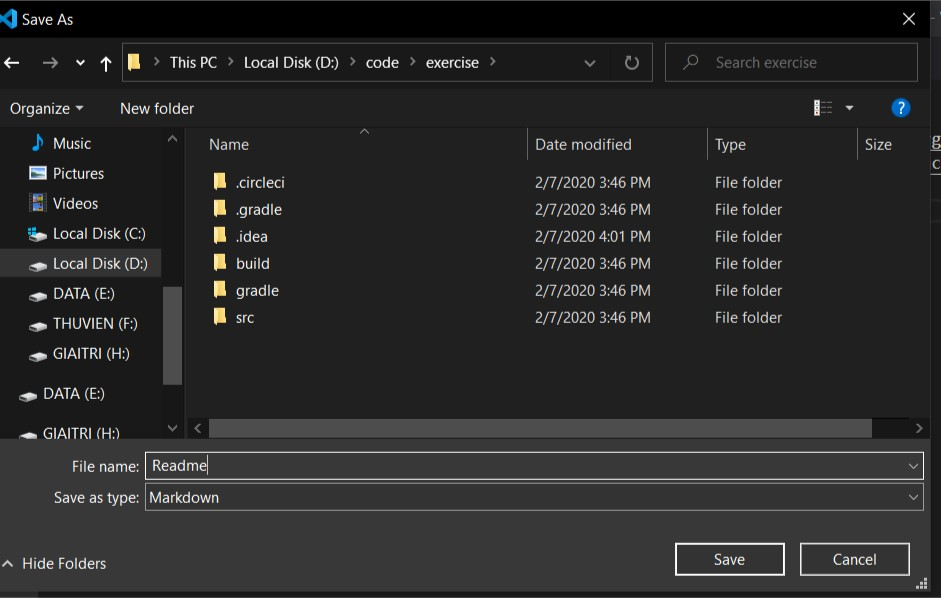 Save As
This PC Local Disk (D:) code exercise
Search exercise
Organize New folder
?
Music
Pictures
Videos
Local Disk (C:)
Local Disk (D:)
DATA (E:)
THUVIEN (F:)
GIAITRI (H:)
DATA (E:)
GIAITRI (H:)
Name Date modified Type Size
.circleci 2/7/2020 3:46 PM File folder
.gradle 2/7/2020 3:46 PM File folder
.idea 2/7/2020 4:01 PM File folder
build 2/7/2020 3:46 PM File folder
gradle 2/7/2020 3:46 PM File folder
src 2/7/2020 3:46 PM File folder
File name: Readme
Save as type: Markdown
Hide Folders
Save Cancel